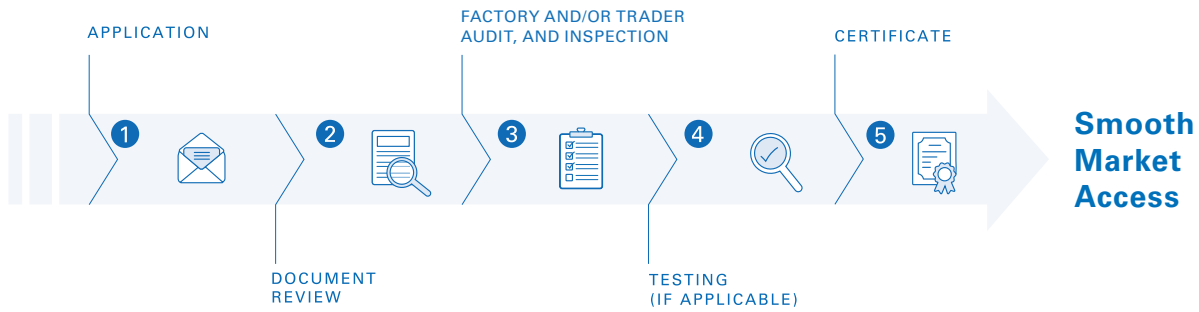 APPLICATION
1
2
DOCUMENT
REVIEW
FACTORY AND/OR TRADER
AUDIT, AND INSPECTION
3
4
TESTING
(IF APPLICABLE)
CERTIFICATE
5
Smooth
Market
Access